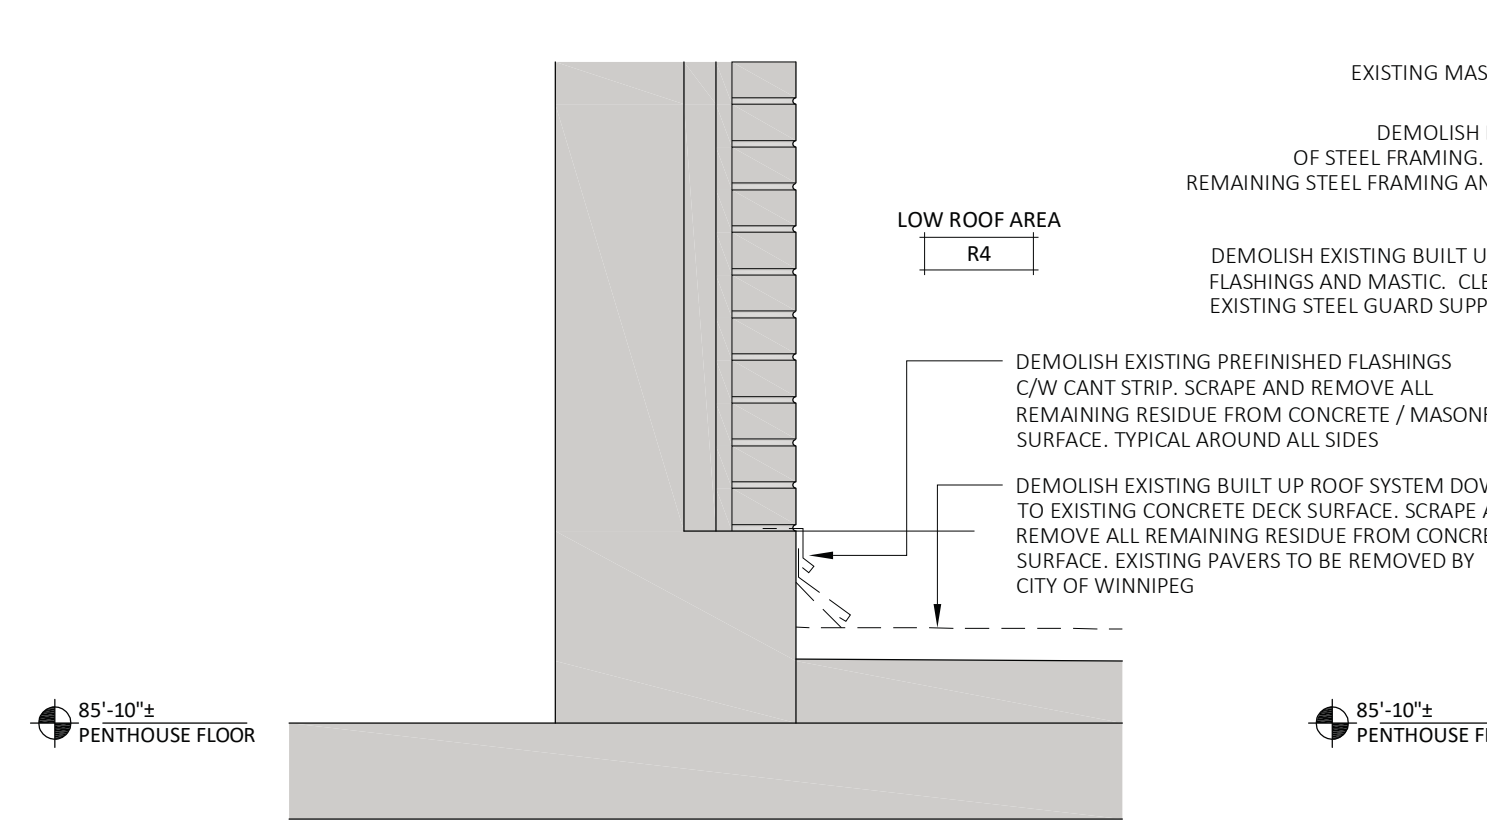 EXISTING MAS
DEMOLISH
OF STEEL FRAMING.
REMAINING STEEL FRAMING AN
LOW ROOF AREA
R4
DEMOLISH EXISTING BUILT U
FLASHINGS AND MASTIC. CLE
EXISTING STEEL GUARD SUPP
DEMOLISH EXISTING PREFINISHED FLASHINGS
C/W CANT STRIP. SCRAPE AND REMOVE ALL
REMAINING RESIDUE FROM CONCRETE / MASON
SURFACE. TYPICAL AROUND ALL SIDES
DEMOLISH EXISTING BUILT UP ROOF SYSTEM DOW
TO EXISTING CONCRETE DECK SURFACE. SCRAPE A
REMOVE ALL REMAINING RESIDUE FROM CONCRE
SURFACE. EXISTING PAVERS TO BE REMOVED BY
CITY OF WINNIPEG
85'-10"±
PENTHOUSE FLOOR
85'-10"±
PENTHOUSE F